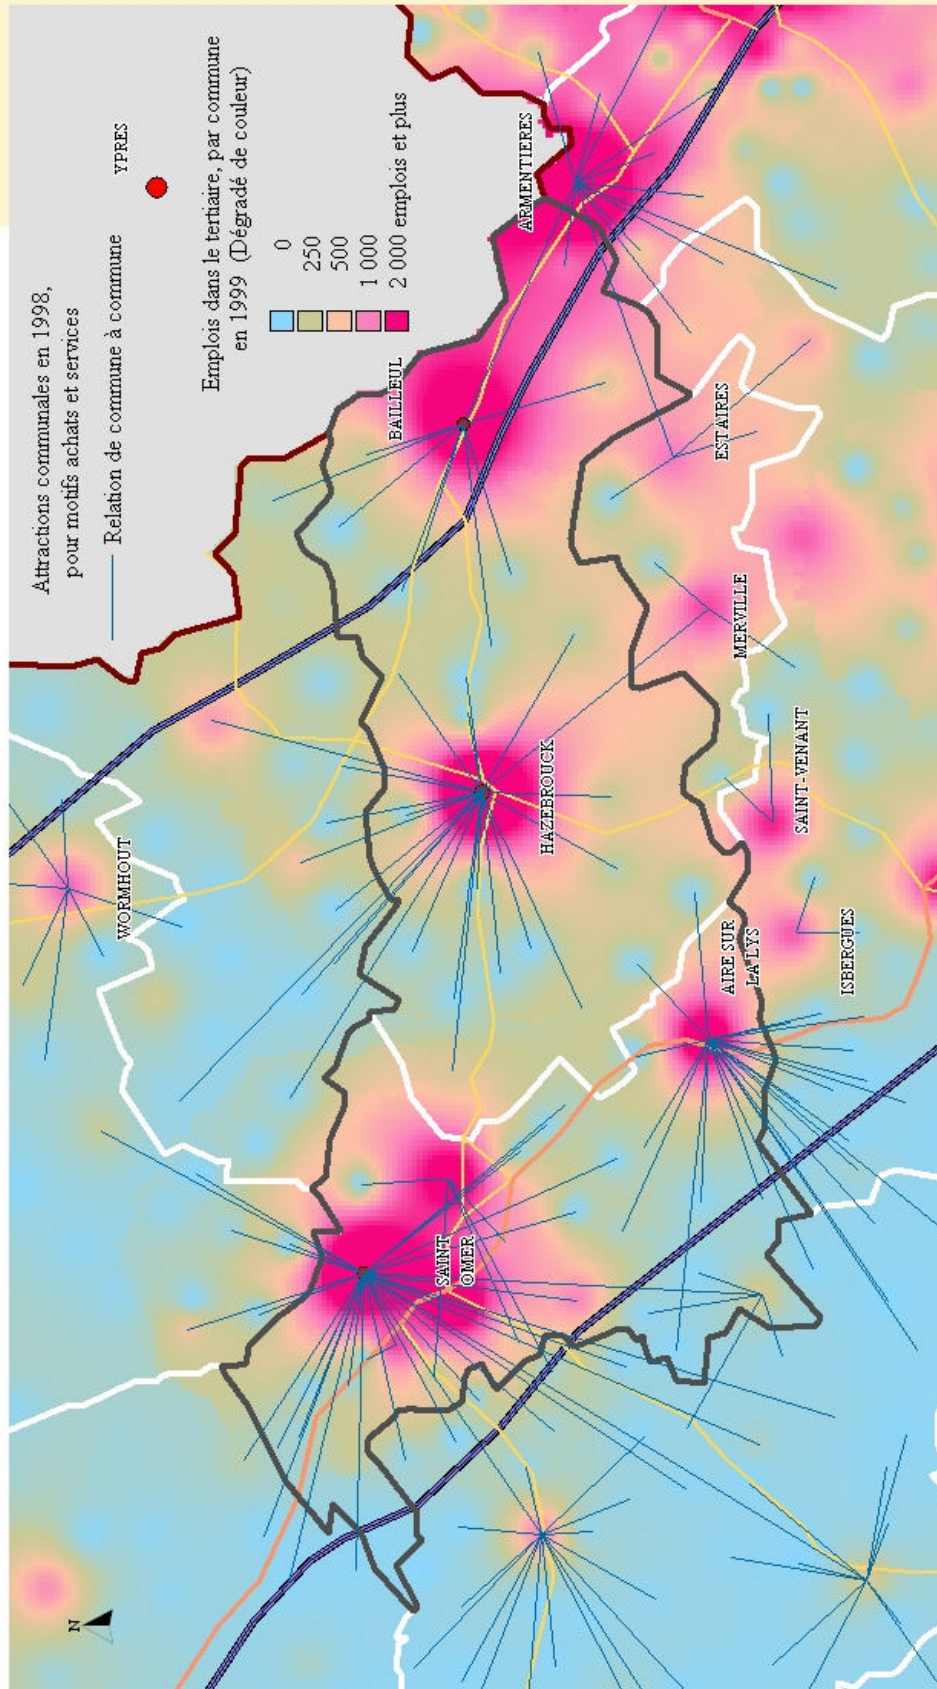 Attractions communales en 1998,
pour motifs achats et services
Relation de commune à commune
YPRES
Emplois dans le tertiaire, par commune
en 1999 (Dégradé de couleur)
0
250
500
1 000
2 000 emplois et plus
N
WORMHOUT
BAILLEUL
ARMENTIERES
SAINT
OMER
HAZEBROUCK
ESTAIRES
MERVILLE
AIRE SUR
LA LYS
SAINT-VENANT
ISBERGUES